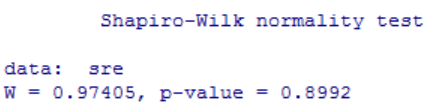 Shapiro-Wilk normality test
data:  sre
W = 0.97405, p-value = 0.8992